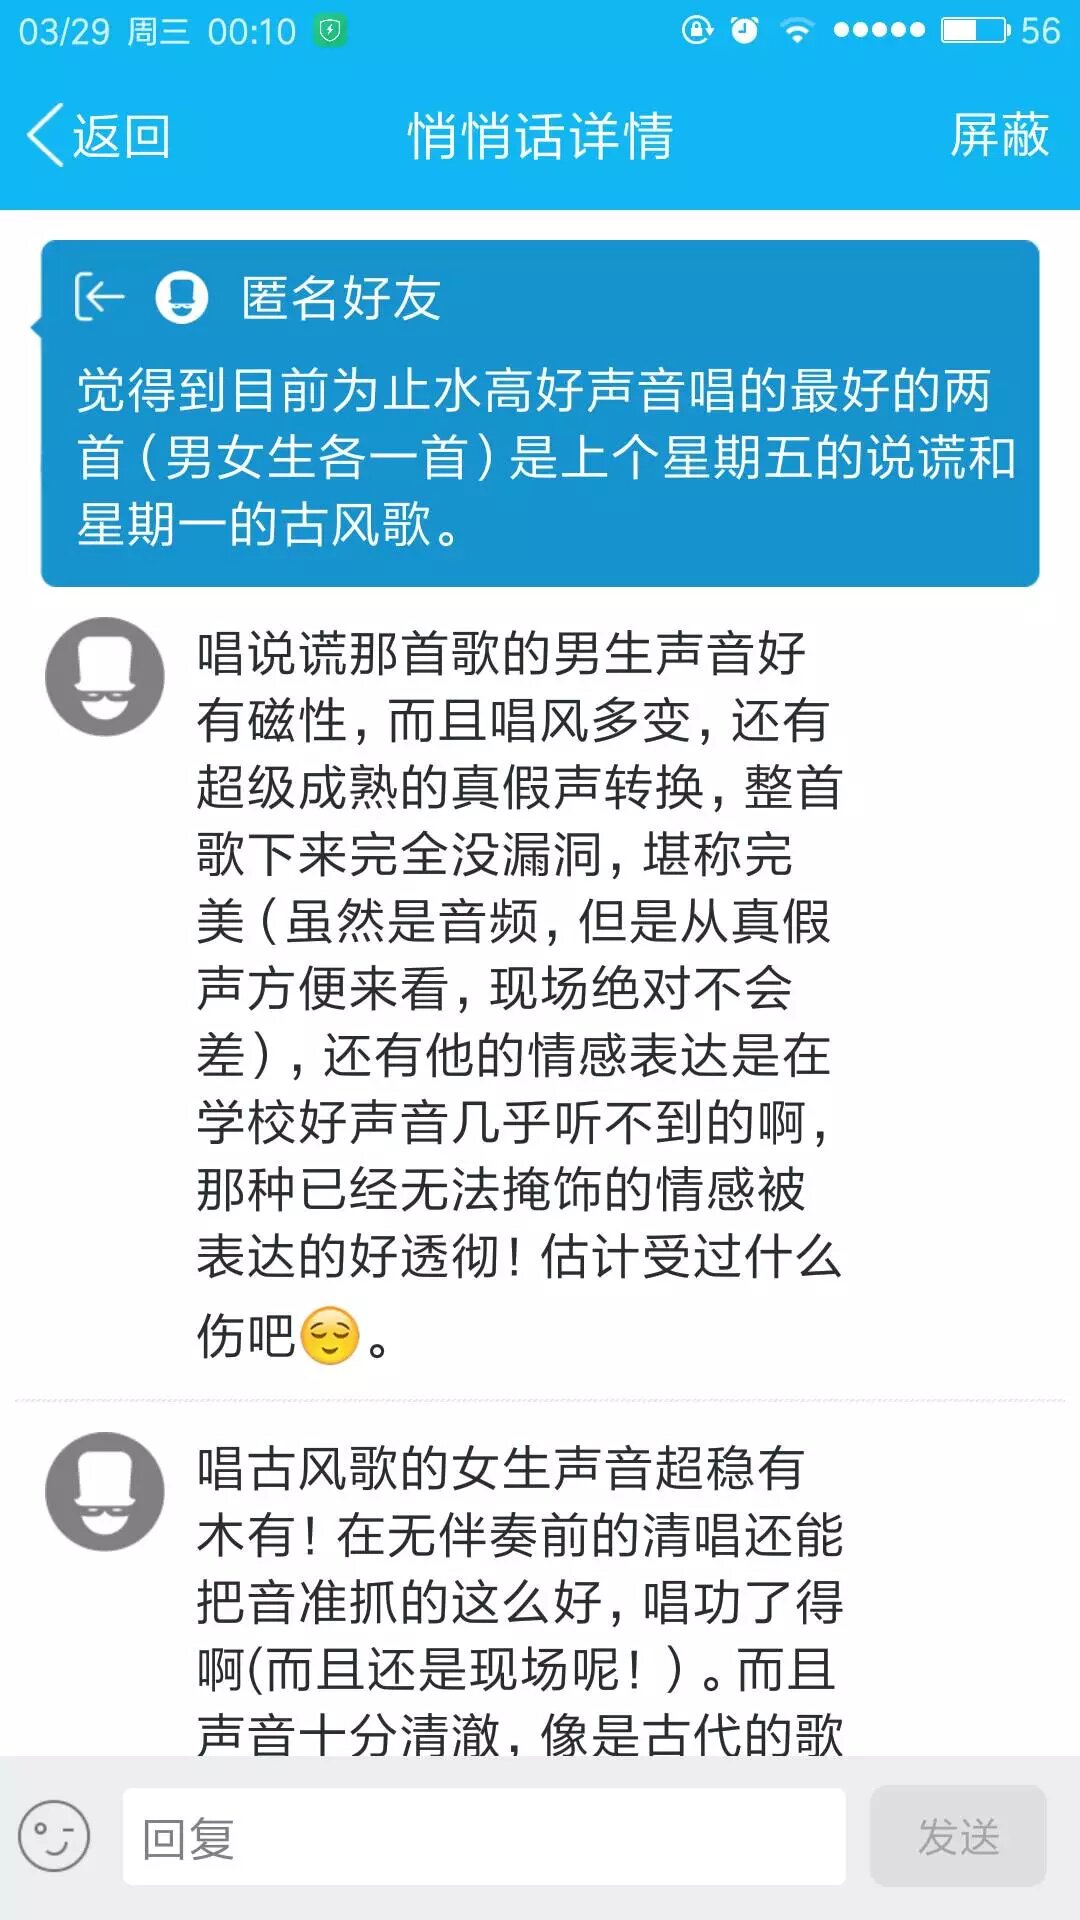 03/29 周三 00:10 56
返回 悄悄话详情 屏蔽
匿名好友
觉得到目前为止水高好声音唱的最好的两
首（男女生各一首）是上个星期五的说谎和
星期一的古风歌。
唱说谎那首歌的男生声音好
有磁性，而且唱风多变，还有
超级成熟的真假声转换，整首
歌下来完全没漏洞，堪称完
美（虽然是音频，但是从真假
声方便来看，现场绝对不会
差），还有他的情感表达是在
学校好声音几乎听不到的啊，
那种已经无法掩饰的情感被
表达的好透彻！估计受过什么
伤吧😌。
唱古风歌的女生声音超稳有
木有！在无伴奏前的清唱还能
把音准抓的这么好，唱功了得
啊(而且还是现场呢！）。而且
声音十分清澈，像是古代的歌
回复 发送